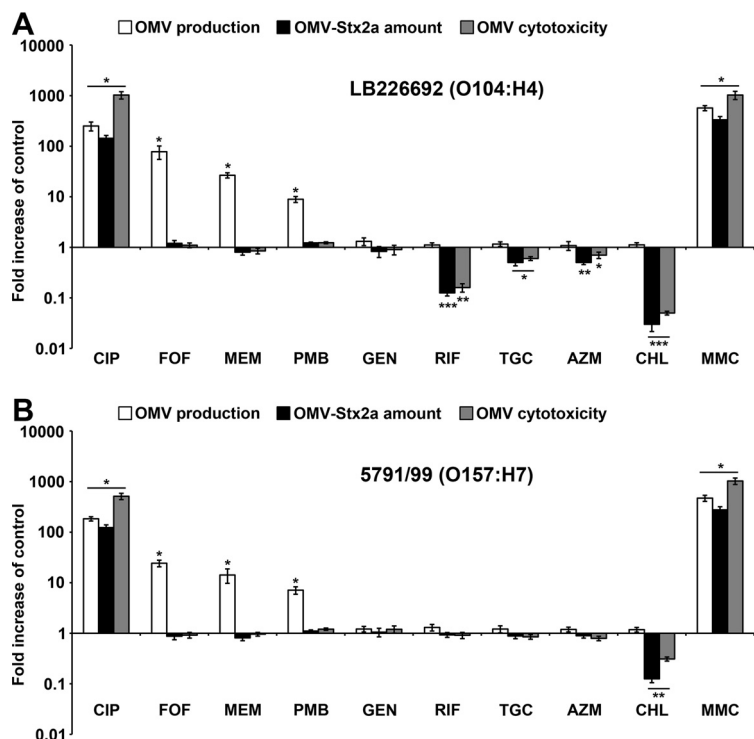 A
OMV production OMV-Stx2a amount OMV cytotoxicity
LB226692 (O104:H4)
Fold increase of control
10000
1000
100
10
1
0.1
0.01
* * * * *** ** * ** * *** *
CIP FOF MEM PMB GEN RIF TGC AZM CHL MMC
B
OMV production OMV-Stx2a amount OMV cytotoxicity
5791/99 (O157:H7)
Fold increase of control
10000
1000
100
10
1
0.1
0.01
* * * * ** *
CIP FOF MEM PMB GEN RIF TGC AZM CHL MMC